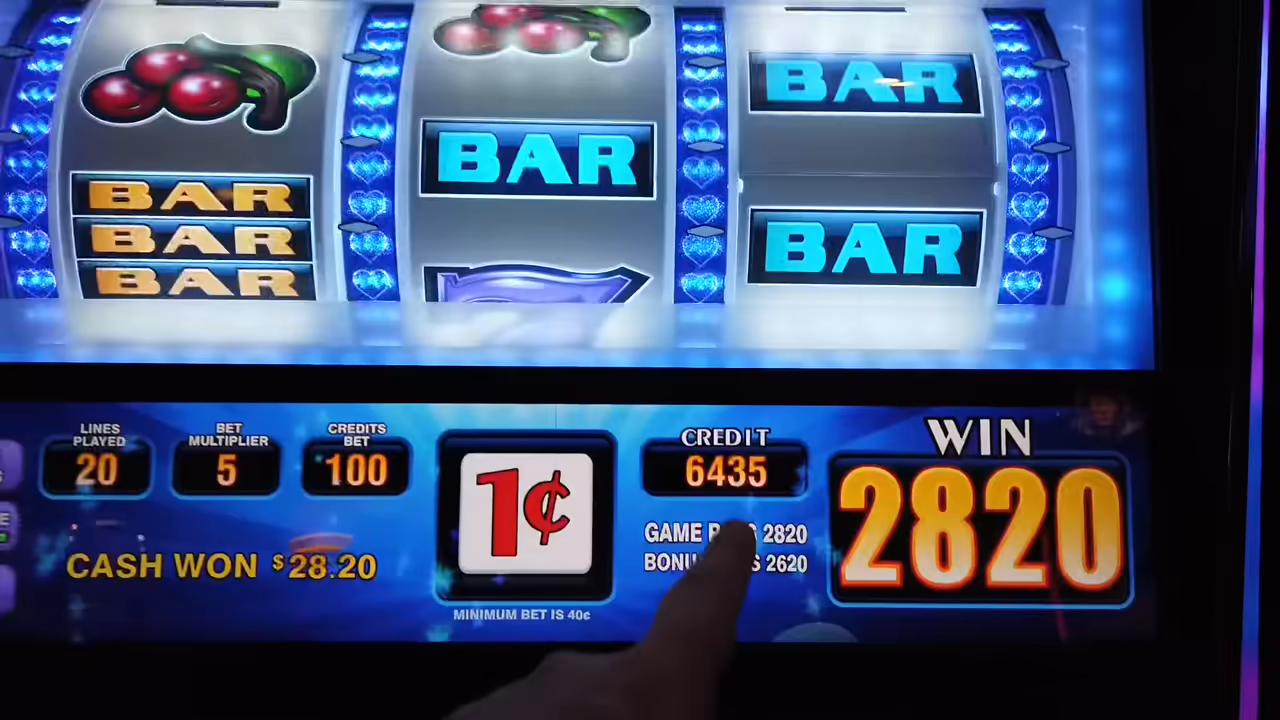 BAR
BAR
BAR
BAR
BAR
BAR
LINES
PLAYED
20
BET
MULTIPLIER
5
CREDITS
BET
100
CASH WON $28.20
1¢
MINIMUM BET IS 40¢
CREDIT
6435
GAME 2820
2620
WIN
2820